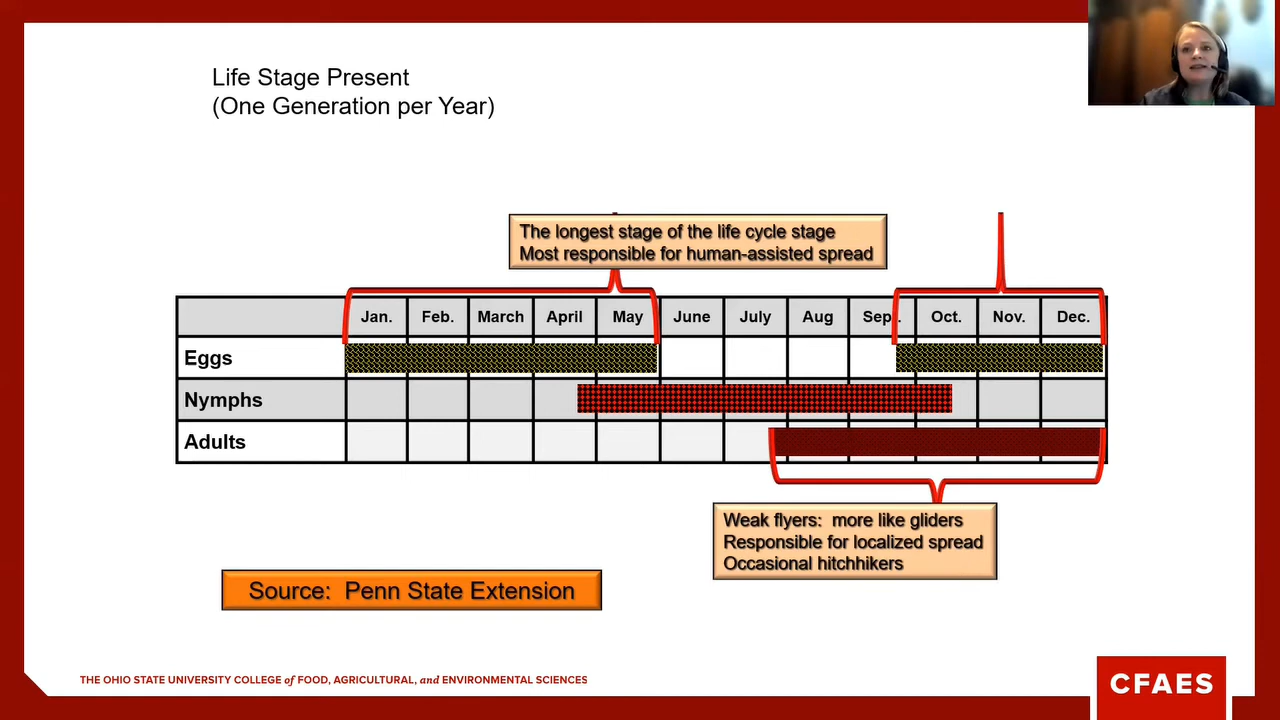 Life Stage Present
(One Generation per Year)
The longest stage of the life cycle stage
Most responsible for human-assisted spread
Jan. Feb. March April May June July Aug Sep. Oct. Nov. Dec.
Eggs
Nymphs
Adults
Weak flyers: more like gliders
Responsible for localized spread
Occasional hitchhikers
Source: Penn State Extension
THE OHIO STATE UNIVERSITY COLLEGE of FOOD, AGRICULTURAL, and ENVIRONMENTAL SCIENCES
CFAES